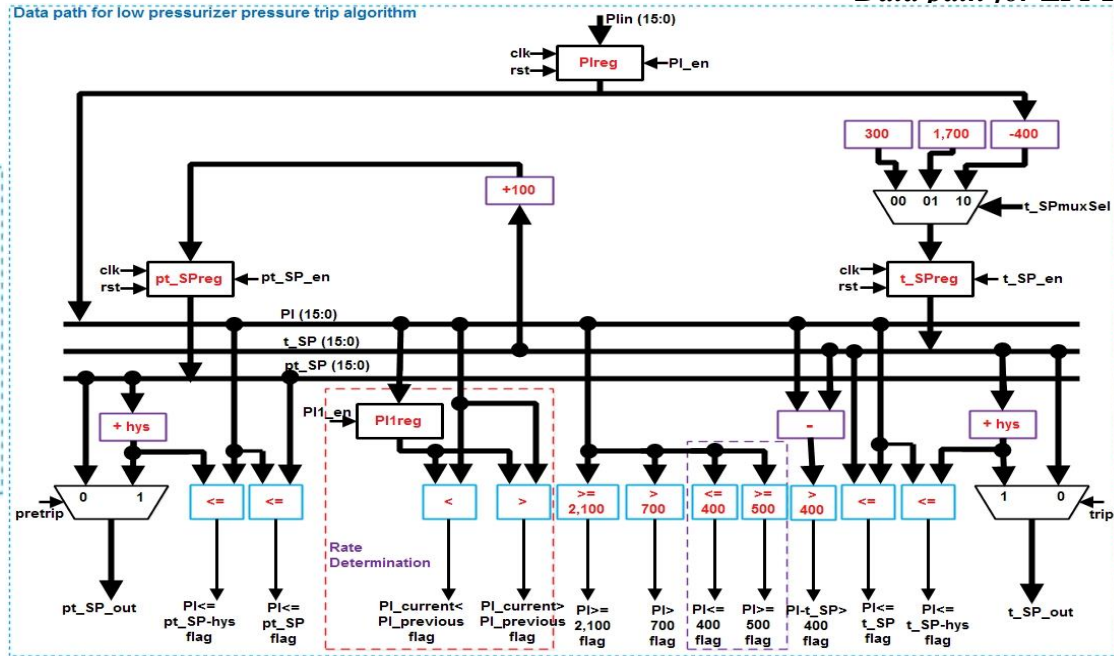 Data path for low pressurizer pressure trip algorithm
PIin (15:0)
clk
rst
PIreg
PI_en
300
1,700
-400
+100
00 01 10
t_SPmuxSel
clk
rst
pt_SPreg
pt_SP_en
clk
rst
t_SPreg
t_SP_en
PI (15:0)
t_SP (15:0)
pt_SP (15:0)
PI1_en
PI1reg
+ hys
-
+ hys
0 1
pretrip
<=
<=
<
>
>=
2,100
>
700
<=
400
>=
500
>
400
<=
<=
1 0
trip
Rate
Determination
pt_SP_out
PI<=
pt_SP-hys
flag
PI<=
pt_SP
flag
PI_current<
PI_previous
flag
PI_current>
PI_previous
flag
PI>=
2,100
flag
PI>
700
flag
PI<=
400
flag
PI>=
500
flag
PI-t_SP>
400
flag
PI<=
t_SP
flag
PI<=
t_SP-hys
flag
t_SP_out